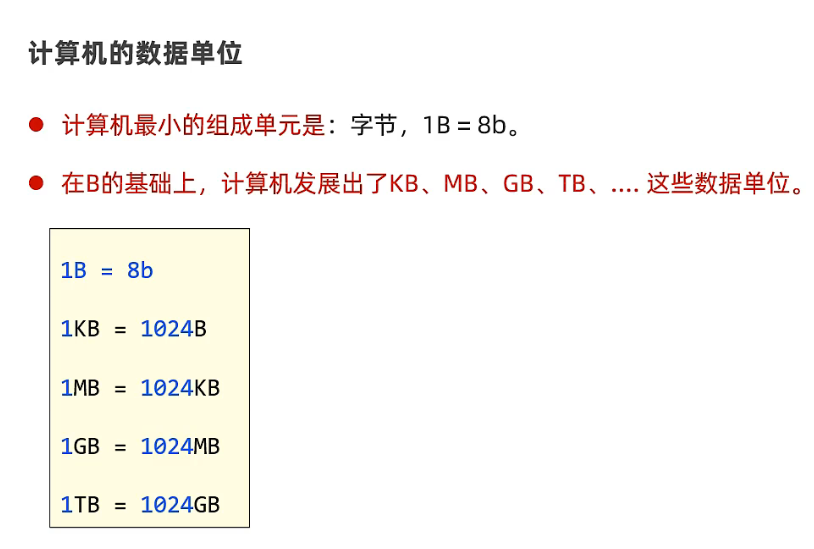 计算机的数据单位
计算机最小的组成单元是：字节，1B = 8b。
在B的基础上，计算机发展出了KB、MB、GB、TB、.... 这些数据单位。
1B = 8b
1KB = 1024B
1MB = 1024KB
1GB = 1024MB
1TB = 1024GB